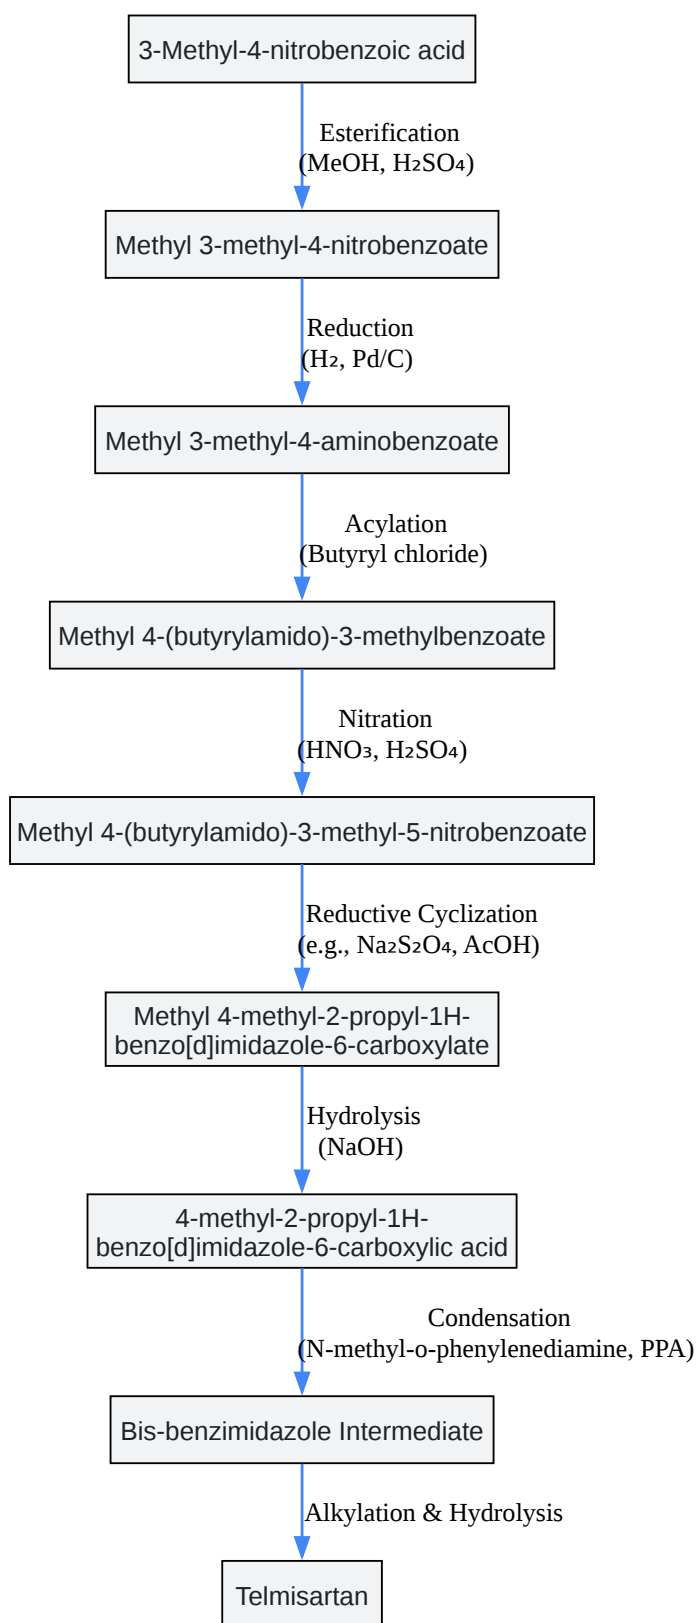 3-Methyl-4-nitrobenzoic acid
Esterification
(MeOH, H₂SO₄)
Methyl 3-methyl-4-nitrobenzoate
Reduction
(H₂, Pd/C)
Methyl 3-methyl-4-aminobenzoate
Acylation
(Butyryl chloride)
Methyl 4-(butyrylamido)-3-methylbenzoate
Nitration
(HNO₃, H₂SO₄)
Methyl 4-(butyrylamido)-3-methyl-5-nitrobenzoate
Reductive Cyclization
(e.g., Na₂S₂O₄, AcOH)
Methyl 4-methyl-2-propyl-1H-
benzo[d]imidazole-6-carboxylate
Hydrolysis
(NaOH)
4-methyl-2-propyl-1H-
benzo[d]imidazole-6-carboxylic acid
Condensation
(N-methyl-o-phenylenediamine, PPA)
Bis-benzimidazole Intermediate
Alkylation & Hydrolysis
Telmisartan